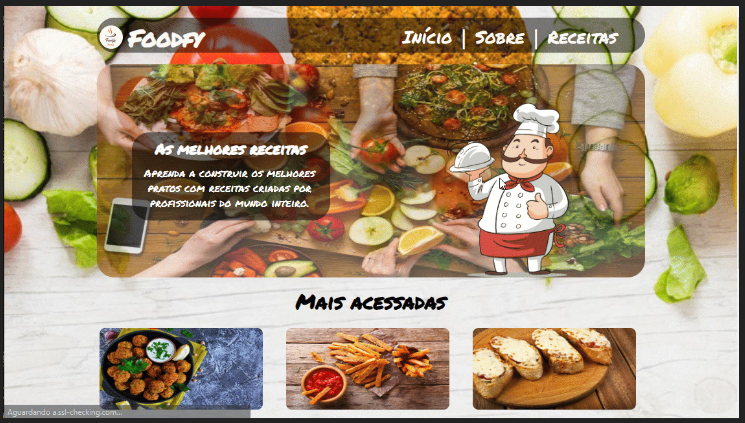 Foodfy
Início | Sobre | Receitas
As melhores receitas
Aprenda a construir os melhores
pratos com receitas criadas por
profissionais do mundo inteiro.
Mais acessadas
Aguardando a.ssl-checking.com...